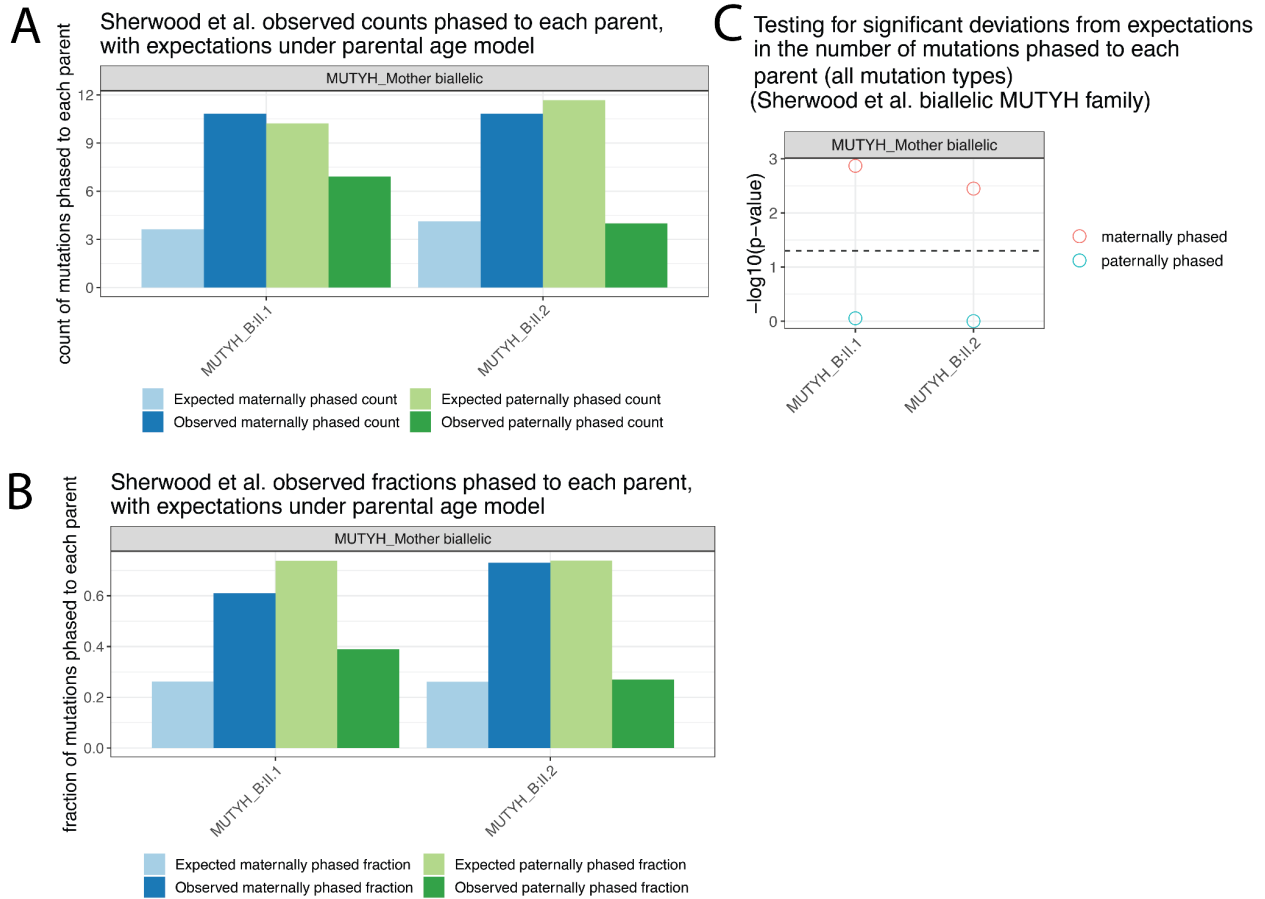 A
Sherwood et al. observed counts phased to each parent,
with expectations under parental age model
count of mutations phased to each parent
MUTYH_Mother biallelic
12
9
6
3
0
MUTYH_B:II.1
MUTYH_B:II.2
Expected maternally phased count
Expected paternally phased count
Observed maternally phased count
Observed paternally phased count
B
Sherwood et al. observed fractions phased to each parent,
with expectations under parental age model
fraction of mutations phased to each parent
MUTYH_Mother biallelic
0.6
0.4
0.2
0.0
MUTYH_B:II.1
MUTYH_B:II.2
Expected maternally phased fraction
Expected paternally phased fraction
Observed maternally phased fraction
Observed paternally phased fraction
C
Testing for significant deviations from expectations
in the number of mutations phased to each
parent (all mutation types)
(Sherwood et al. biallelic MUTYH family)
MUTYH_Mother biallelic
−log10(p−value)
3
2
1
0
MUTYH_B:II.1
MUTYH_B:II.2
maternally phased
paternally phased